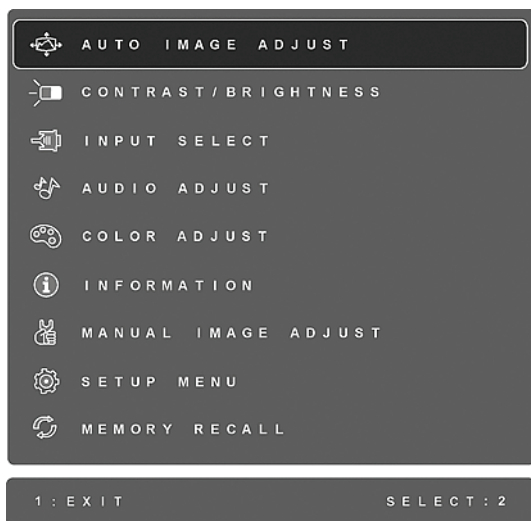 AUTO IMAGE ADJUST
CONTRAST/BRIGHTNESS
INPUT SELECT
AUDIO ADJUST
COLOR ADJUST
INFORMATION
MANUAL IMAGE ADJUST
SETUP MENU
MEMORY RECALL
1:EXIT SELECT:2